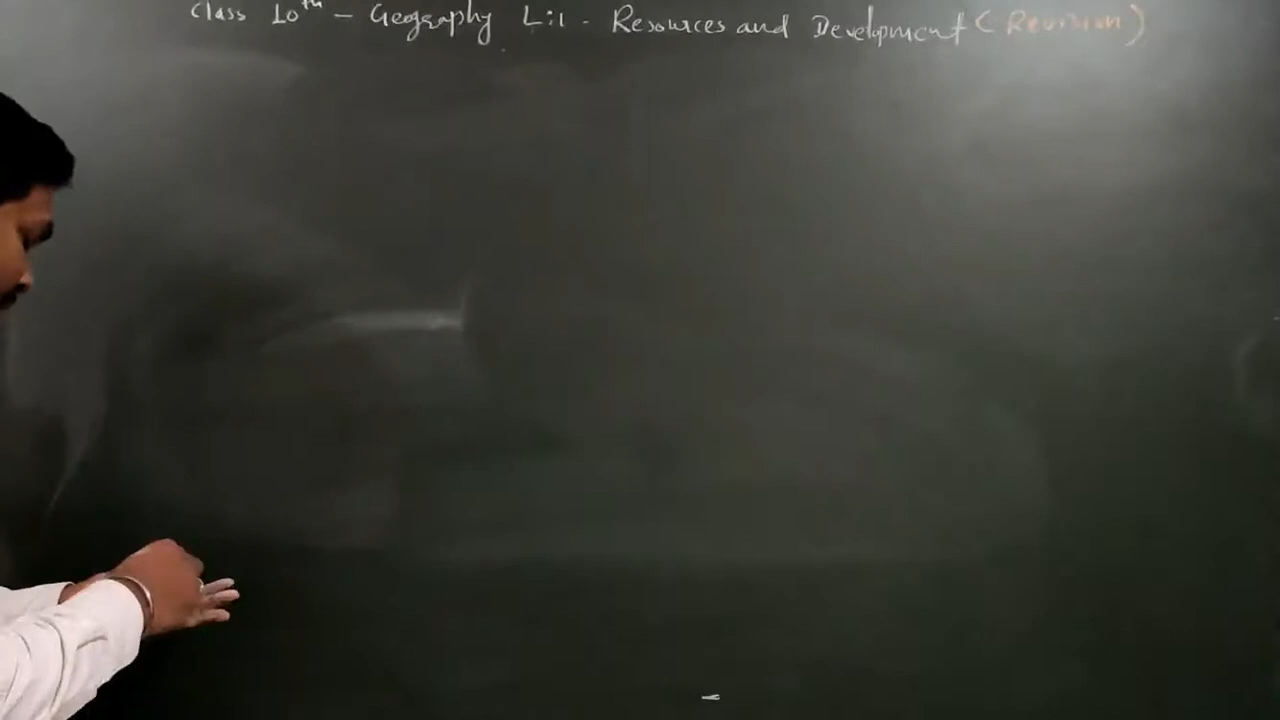 Class 10th - Geography L:1 - Resources and Development (Revision)